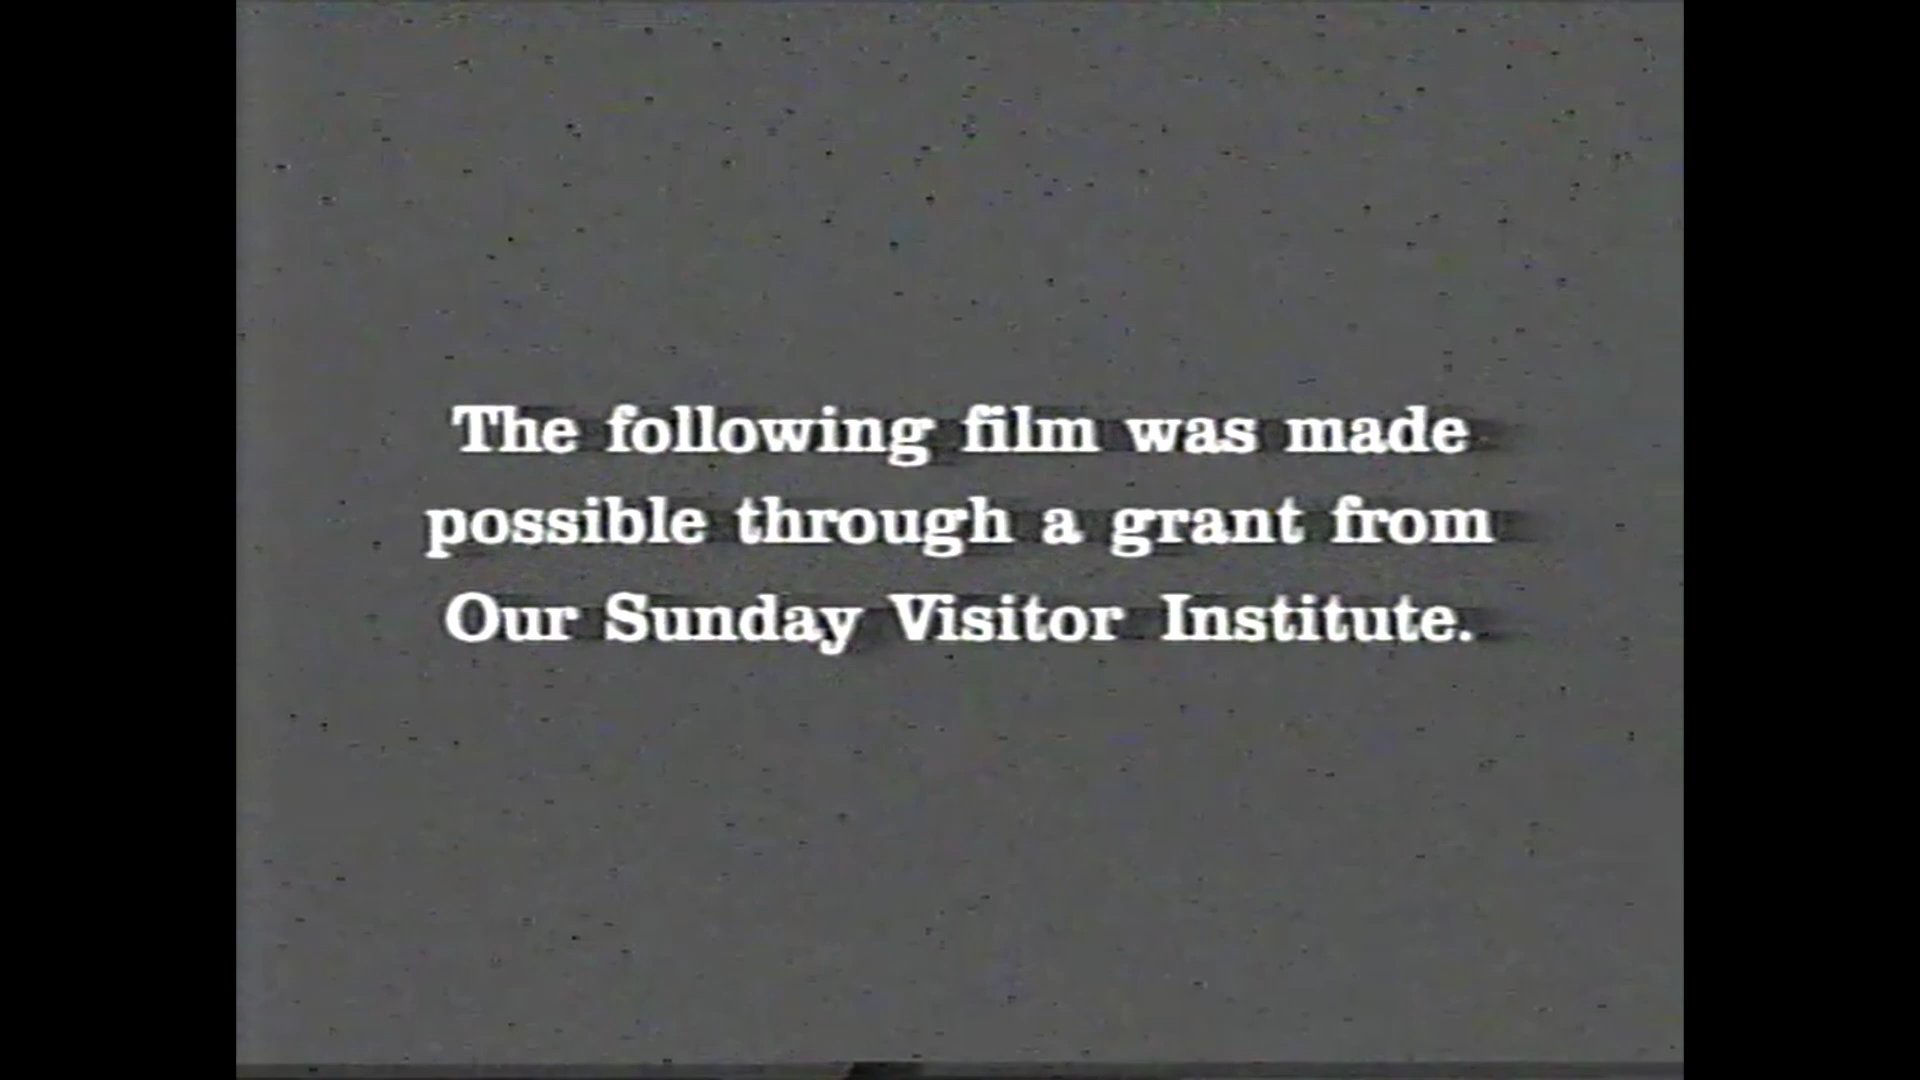 The following film was made
possible through a grant from
Our Sunday Visitor Institute.